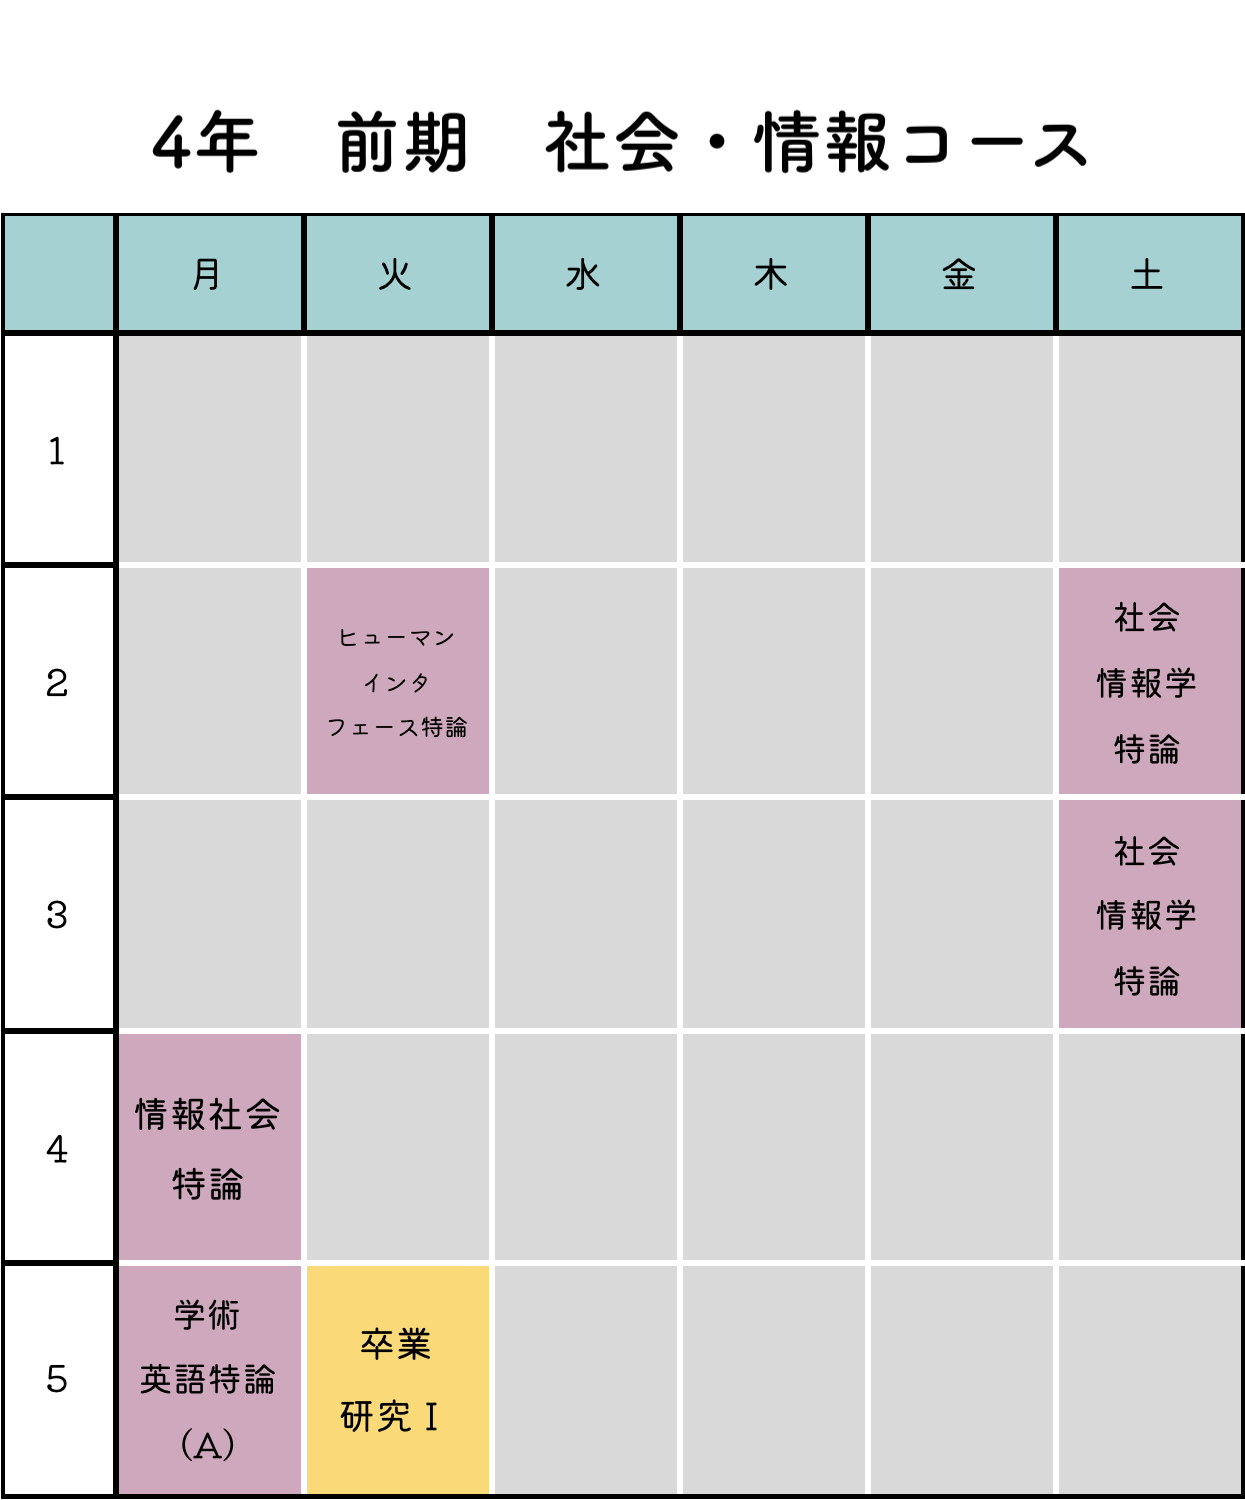 4年　前期　社会・情報コース
月 火 水 木 金 土
1
2
ヒューマン
インタ
フェース特論
社会
情報学
特論
3
社会
情報学
特論
4
情報社会
特論
5
学術
英語特論
(A)
卒業
研究 I